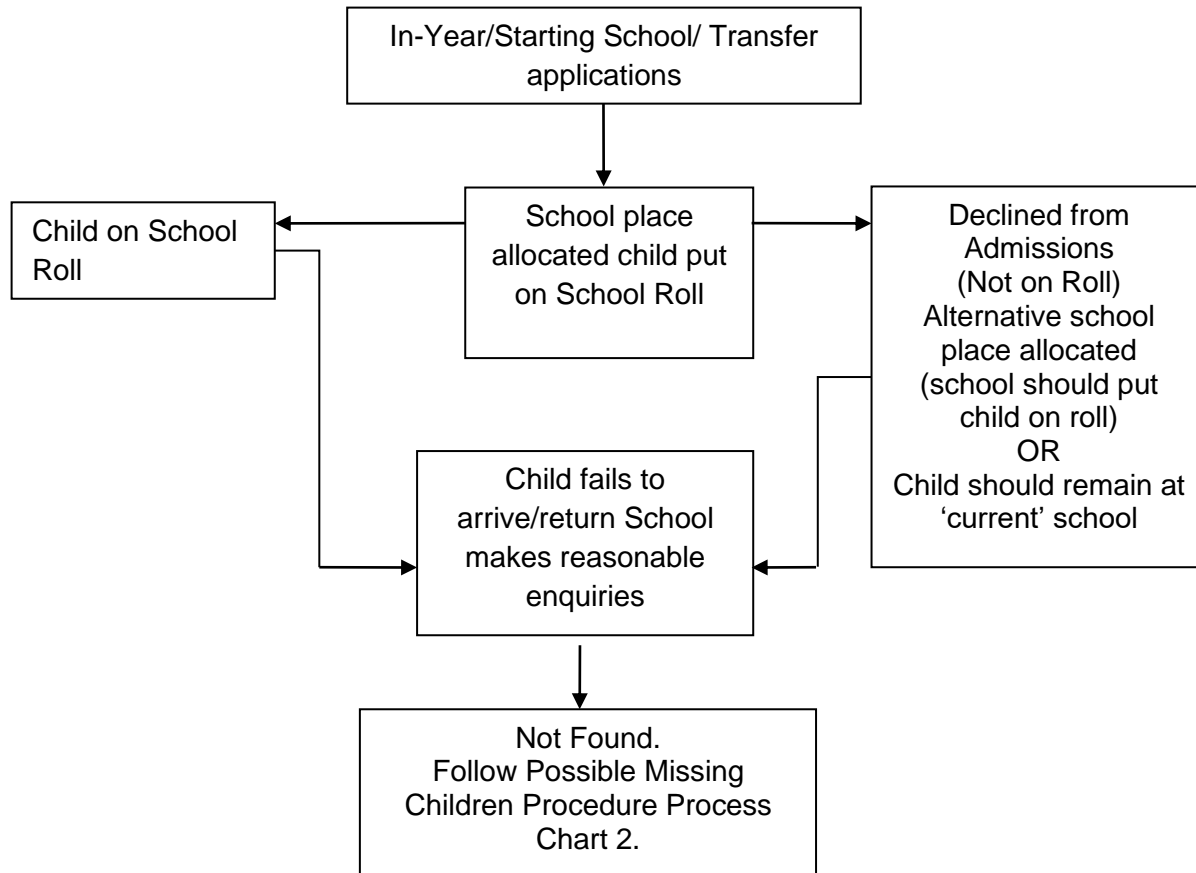 In-Year/Starting School/ Transfer
applications
Child on School
Roll
School place
allocated child put
on School Roll
Declined from
Admissions
(Not on Roll)
Alternative school
place allocated
(school should put
child on roll)
OR
Child should remain at
‘current’ school
Child fails to
arrive/return School
makes reasonable
enquiries
Not Found.
Follow Possible Missing
Children Procedure Process
Chart 2.